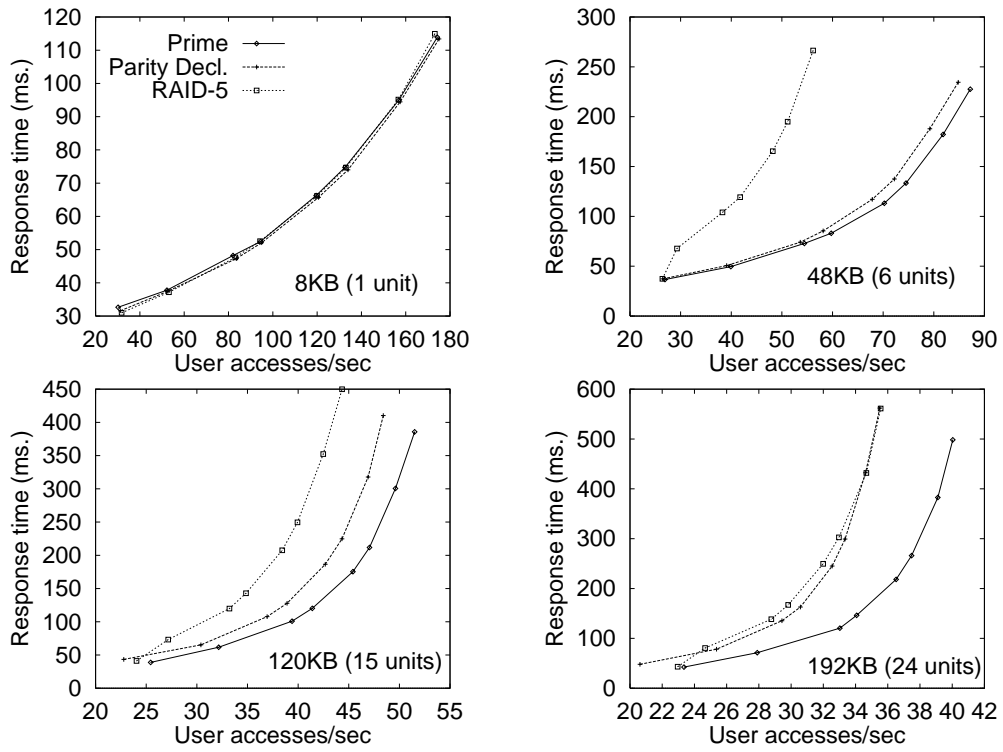 Response time (ms.)
120
110
100
90
80
70
60
50
40
30
Prime
Parity Decl.
RAID-5
8KB (1 unit)
20 40 60 80 100 120 140 160 180
User accesses/sec
Response time (ms.)
300
250
200
150
100
50
0
48KB (6 units)
20 30 40 50 60 70 80 90
User accesses/sec
Response time (ms.)
450
400
350
300
250
200
150
100
50
0
120KB (15 units)
20 25 30 35 40 45 50 55
User accesses/sec
Response time (ms.)
600
500
400
300
200
100
0
192KB (24 units)
20 22 24 26 28 30 32 34 36 38 40 42
User accesses/sec